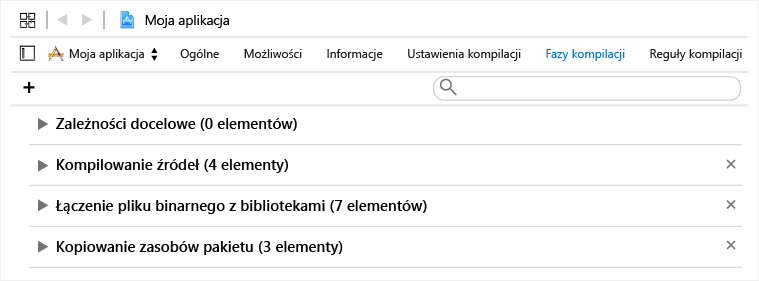 Moja aplikacja
Moja aplikacja Ogólne Możliwości Informacje Ustawienia kompilacji Fazy kompilacji Reguły kompilacji
+
Zależności docelowe (0 elementów)
Kompilowanie źródeł (4 elementy)
Łączenie pliku binarnego z bibliotekami (7 elementów)
Kopiowanie zasobów pakietu (3 elementy)